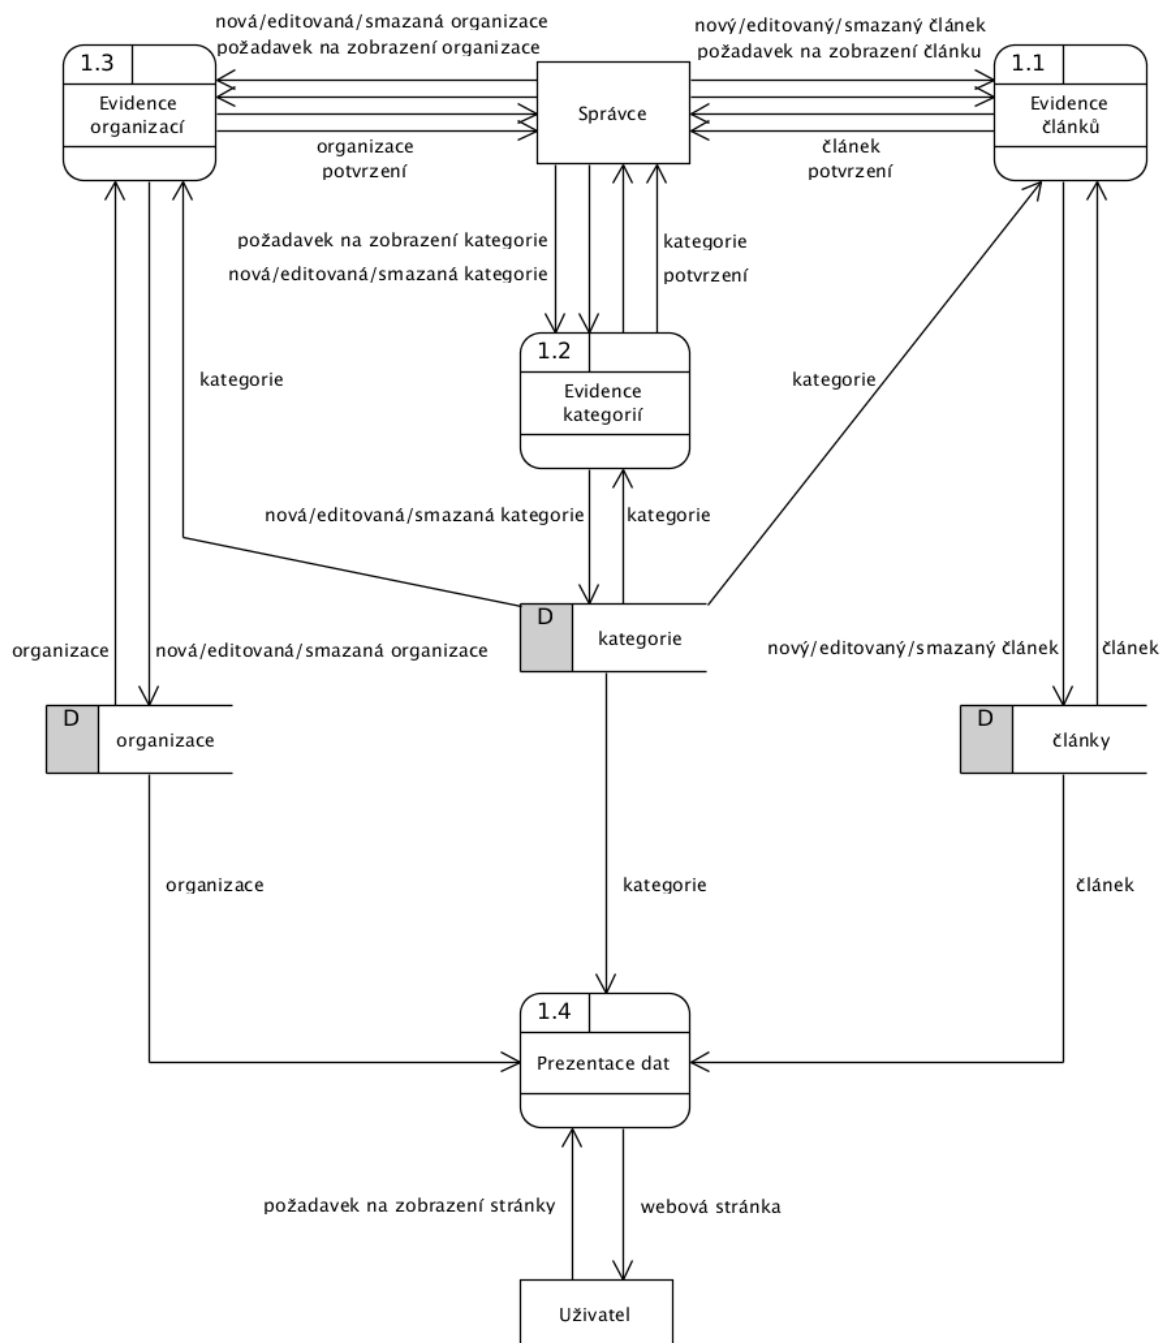 nová/editovaná/smazaná organizace
požadavek na zobrazení organizace
nový/editovaný/smazaný článek
požadavek na zobrazení článku
1.3
Evidence
organizací
Správce
1.1
Evidence
článků
organizace
potvrzení
článek
potvrzení
požadavek na zobrazení kategorie
nová/editovaná/smazaná kategorie
kategorie
potvrzení
1.2
Evidence
kategorií
kategorie
kategorie
nová/editovaná/smazaná kategorie
kategorie
D
kategorie
organizace
nová/editovaná/smazaná organizace
nový/editovaný/smazaný článek
článek
D
organizace
D
články
organizace
kategorie
článek
1.4
Prezentace dat
požadavek na zobrazení stránky
webová stránka
Uživatel